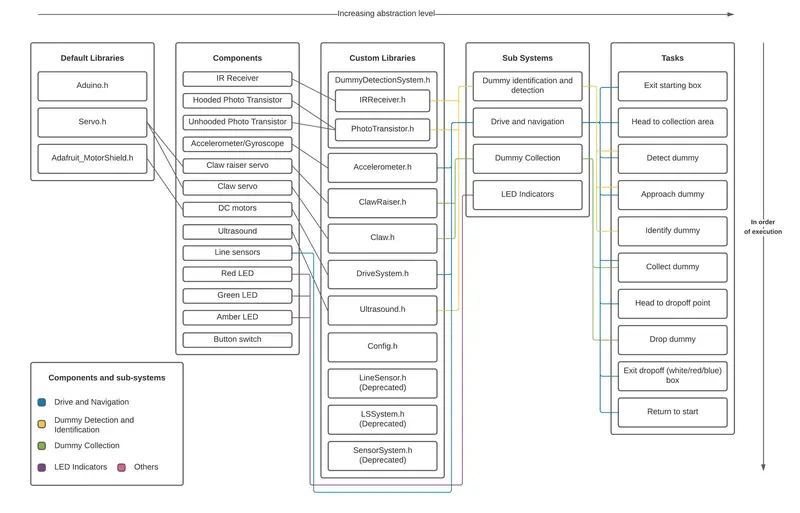 Increasing abstraction level
Default Libraries
Aduino.h
Servo.h
Adafruit_MotorShield.h
Components
IR Receiver
Hooded Photo Transistor
Unhooded Photo Transistor
Accelerometer/Gyroscope
Claw raiser servo
Claw servo
DC motors
Ultrasound
Line sensors
Red LED
Green LED
Amber LED
Button switch
Custom Libraries
DummyDetectionSystem.h
IRReceiver.h
PhotoTransistor.h
Accelerometer.h
ClawRaiser.h
Claw.h
DriveSystem.h
Ultrasound.h
Config.h
LineSensor.h
(Deprecated)
LSSystem.h
(Deprecated)
SensorSystem.h
(Deprecated)
Sub Systems
Dummy identification and
detection
Drive and navigation
Dummy Collection
LED Indicators
Tasks
Exit starting box
Head to collection area
Detect dummy
Approach dummy
Identify dummy
Collect dummy
Head to dropoff point
Drop dummy
Exit dropoff (white/red/blue)
box
Return to start
In order
of execution
Components and sub-systems
Drive and Navigation
Dummy Detection and
Identification
Dummy Collection
LED Indicators
Others